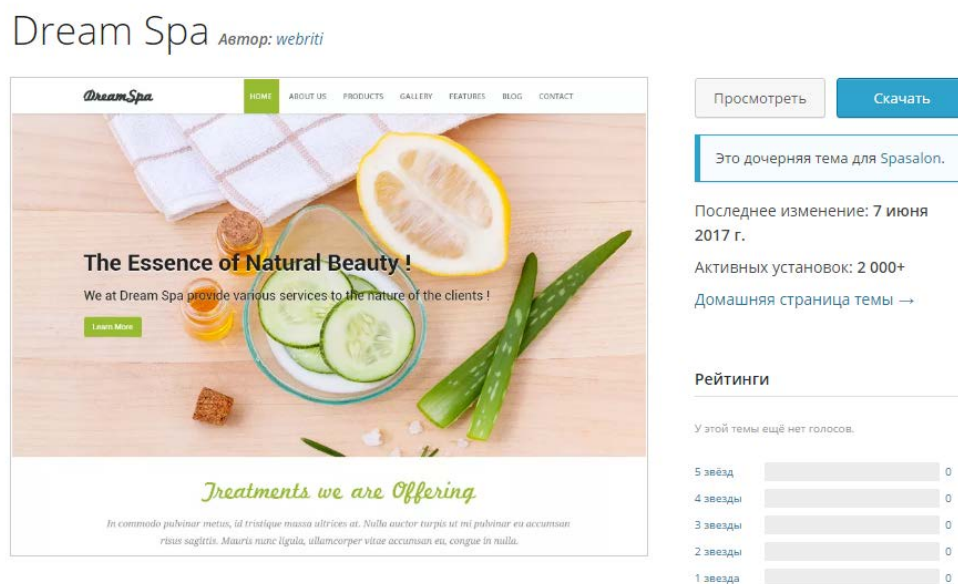 Dream Spa Автор: webriti
DreamSpa
HOME ABOUT US PRODUCTS GALLERY FEATURES BLOG CONTACT
The Essence of Natural Beauty !
We at Dream Spa provide various services to the nature of the clients !
Learn More
Treatments we are Offering
In commodo pulvinar metus, id tristique massa ultrices at. Nulla auctor turpis ut mi pulvinar eu accumsan
risus sagittis. Mauris nunc ligula, ullamcorper vitae accumsan eu, congue in nulla.
Просмотреть Скачать
Это дочерняя тема для Spasalon.
Последнее изменение: 7 июня
2017 г.
Активных установок: 2 000+
Домашняя страница темы →
Рейтинги
У этой темы ещё нет голосов.
5 звёзд 0
4 звезды 0
3 звезды 0
2 звезды 0
1 звезда 0